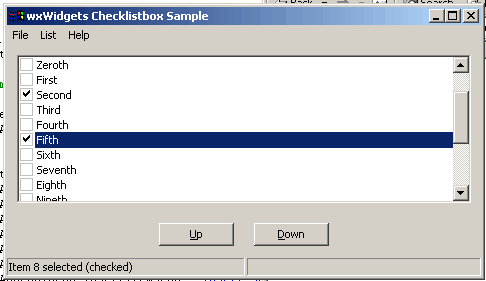 wxWidgets Checklistbox Sample
File List Help
Zeroth
First
Second
Third
Fourth
Fifth
Sixth
Seventh
Eighth
Nineth
Up Down
Item 8 selected (checked)